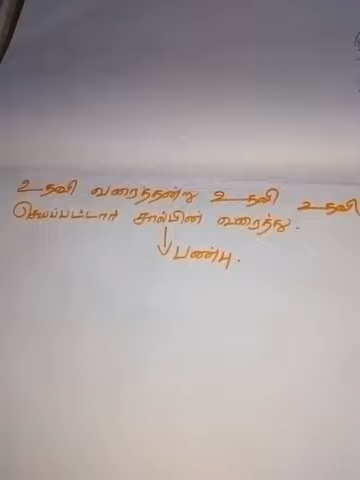 உதவி வரைத்தன்று உதவி உதவி
செயப்பட்டார் சால்பின் வரைத்து.
பண்பு.